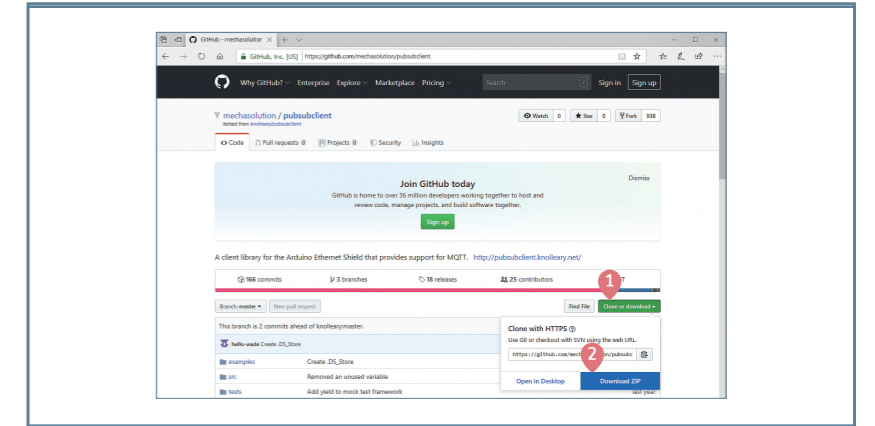 GitHub - mechasolution
GitHub, Inc. [US] https://github.com/mechasolution/pubsubclient
Why GitHub? Enterprise Explore Marketplace Pricing Search / Sign in Sign up
mechasolution / pubsubclient Watch 0 Star 0 Fork 938
forked from knolleary/pubsubclient
Code Pull requests 0 Projects 0 Security Insights
Join GitHub today Dismiss
GitHub is home to over 36 million developers working together to host and
review code, manage projects, and build software together.
Sign up
A client library for the Arduino Ethernet Shield that provides support for MQTT. http://pubsubclient.knolleary.net/
166 commits 3 branches 18 releases 25 contributors T
1
Branch: master New pull request Find File Clone or download
This branch is 2 commits ahead of knolleary:master.
Clone with HTTPS
Use Git or checkout with SVN using the web URL.
hello-wade Create .DS_Store
https://github.com/mech on/pubsubc
2
examples Create .DS_Store
src Removed an unused variable
Open in Desktop Download ZIP
tests Add yield to mock test framework last year